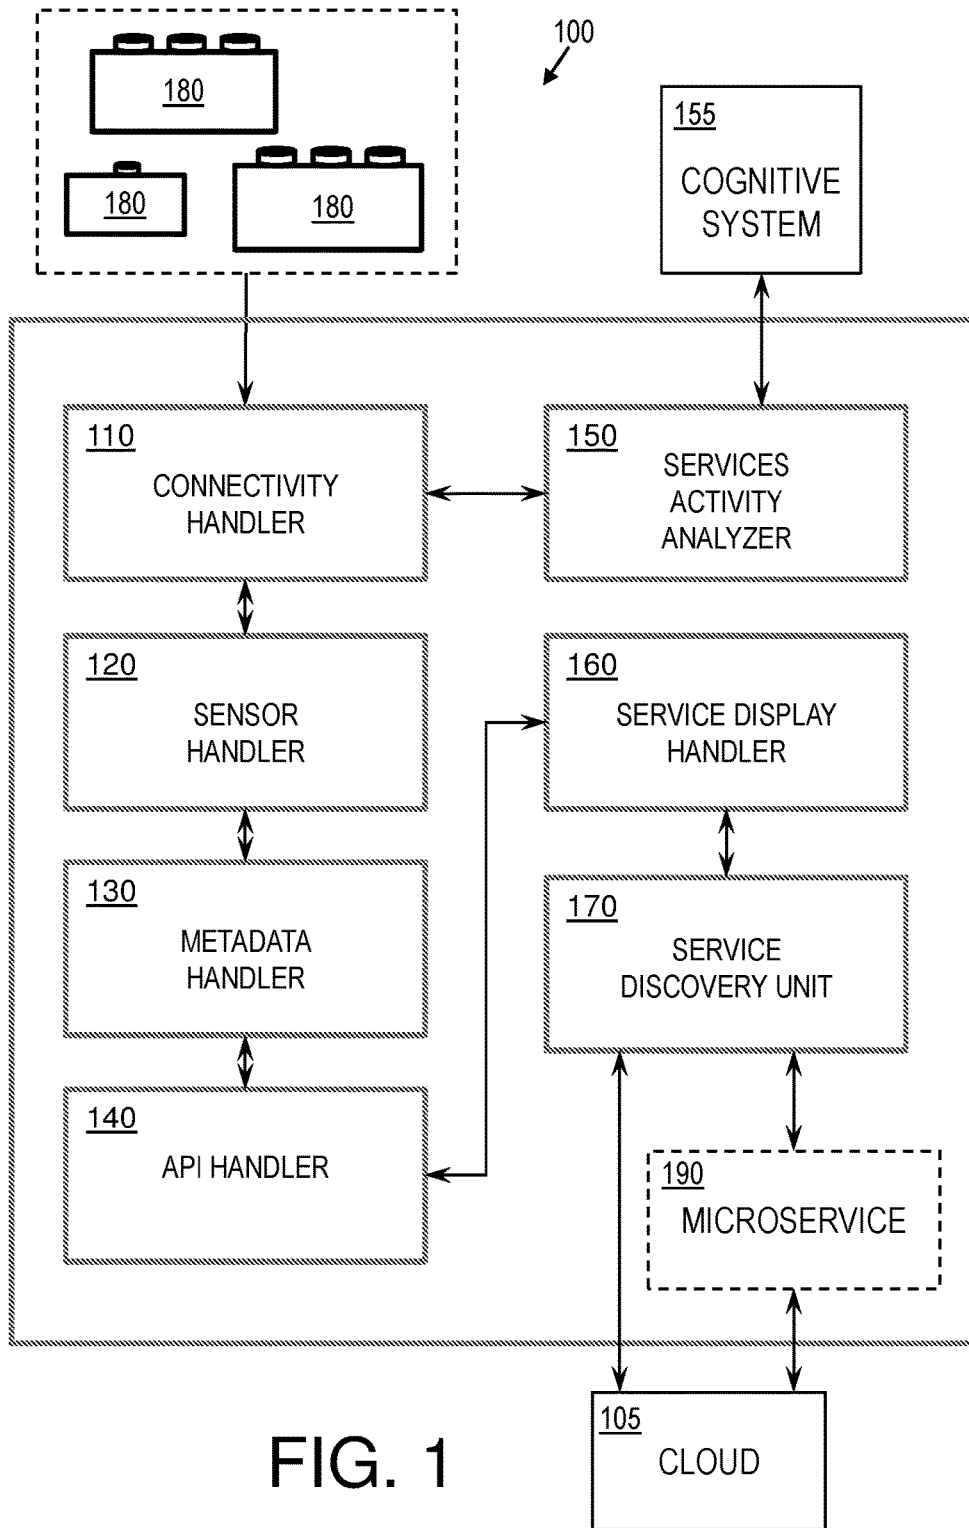 100
180
180
180
155
COGNITIVE
SYSTEM
110
CONNECTIVITY
HANDLER
150
SERVICES
ACTIVITY
ANALYZER
120
SENSOR
HANDLER
160
SERVICE DISPLAY
HANDLER
130
METADATA
HANDLER
170
SERVICE
DISCOVERY UNIT
140
API HANDLER
190
MICROSERVICE
105
CLOUD
FIG. 1